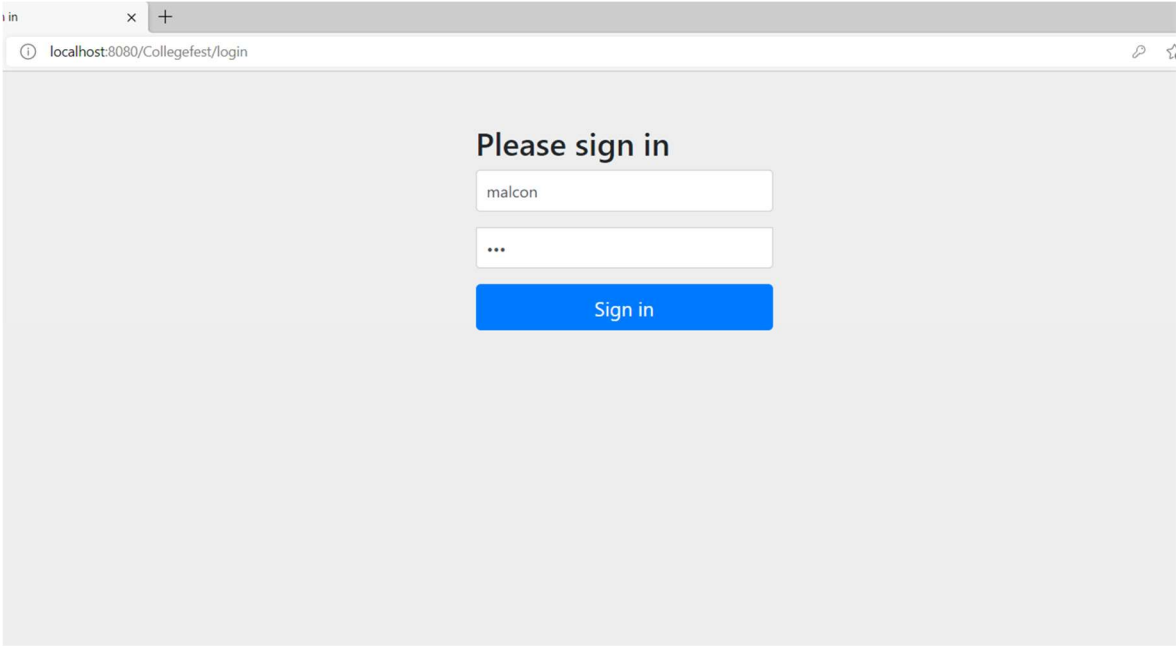 in
localhost:8080/Collegefest/login
Please sign in
malcon
•••
Sign in